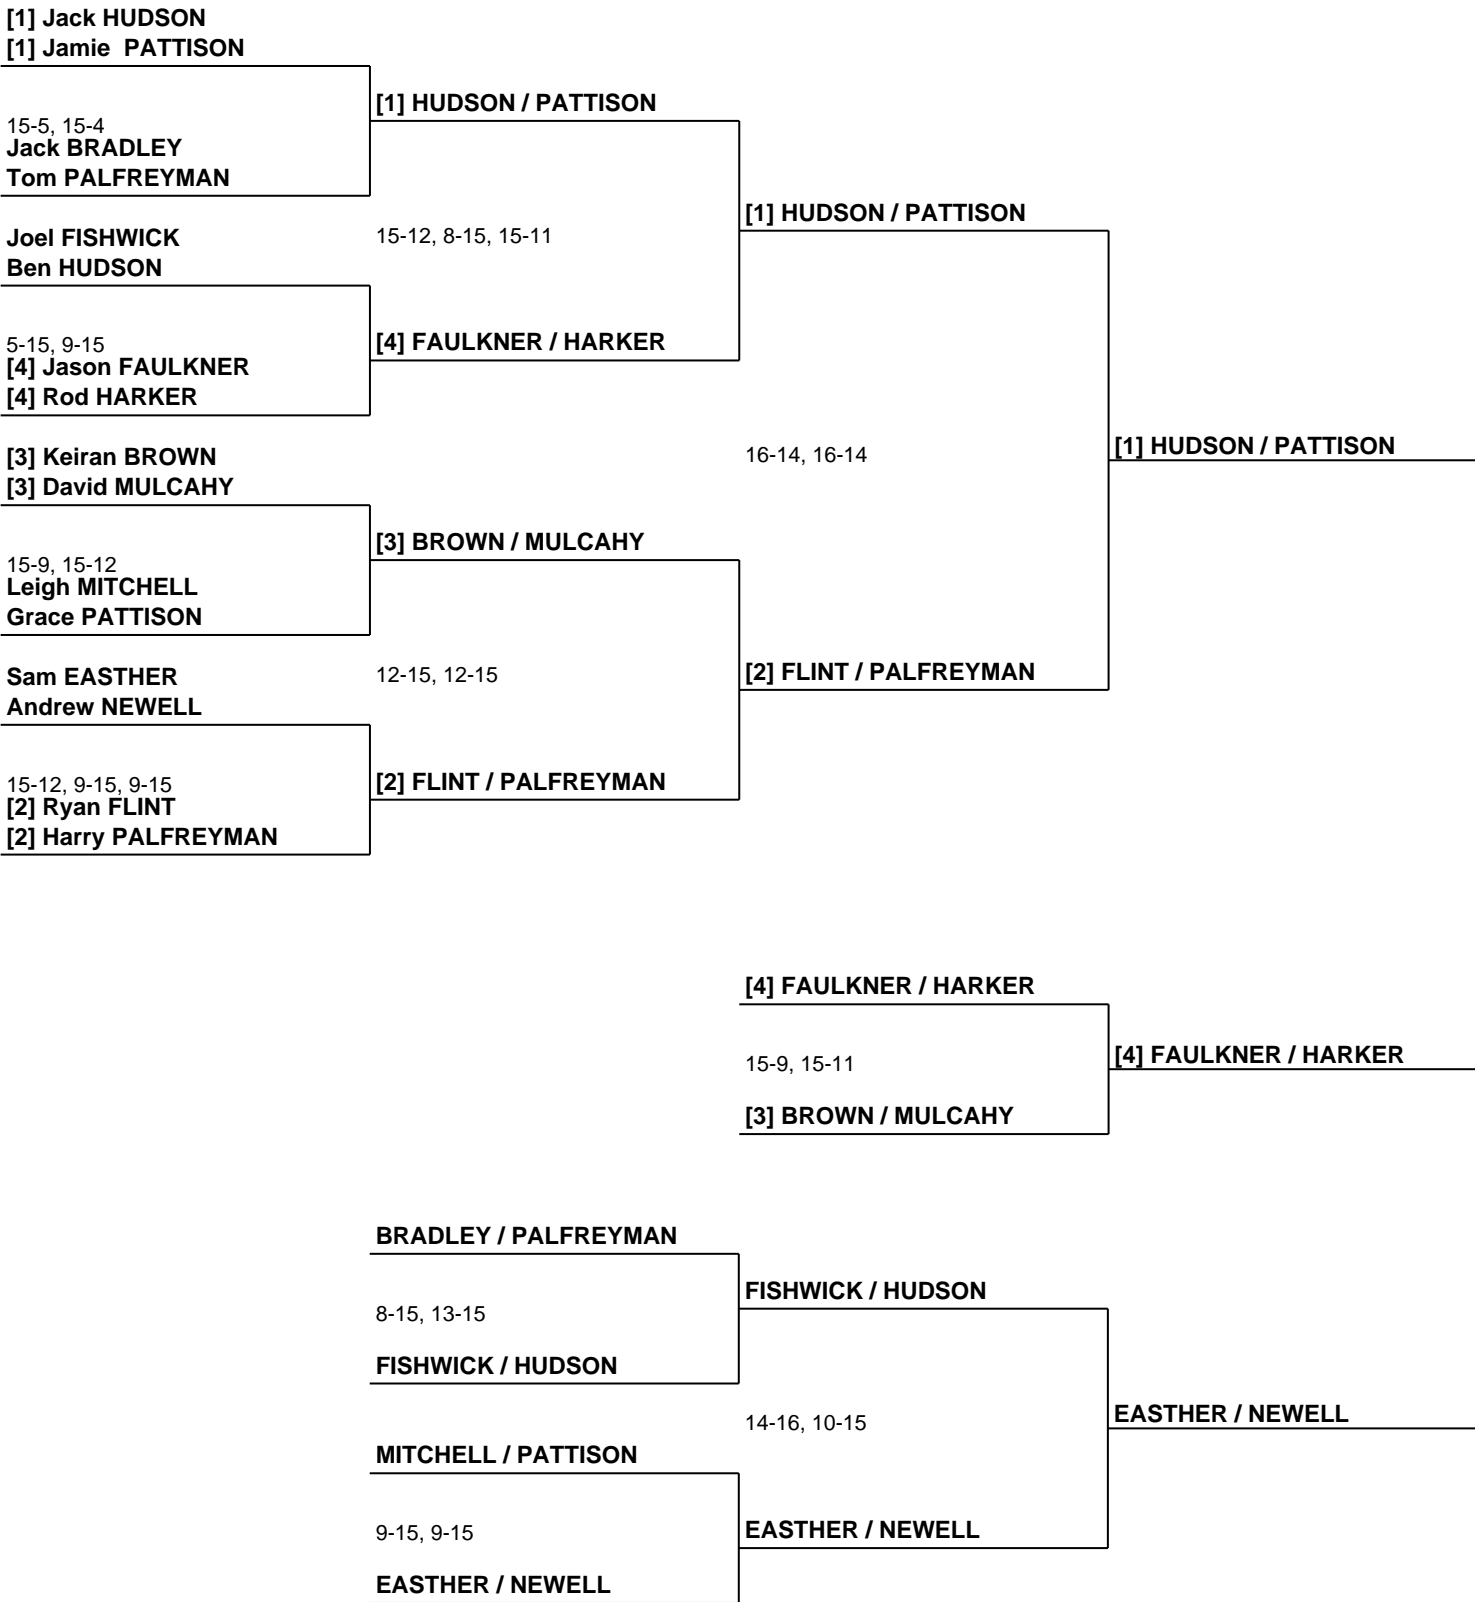 [1] Jack HUDSON
[1] Jamie  PATTISON
[1] HUDSON / PATTISON
15-5, 15-4
Jack BRADLEY
Tom PALFREYMAN
[1] HUDSON / PATTISON
Joel FISHWICK
15-12, 8-15, 15-11
Ben HUDSON
5-15, 9-15
[4] FAULKNER / HARKER
[4] Jason FAULKNER
[4] Rod HARKER
[3] Keiran BROWN
16-14, 16-14
[1] HUDSON / PATTISON
[3] David MULCAHY
[3] BROWN / MULCAHY
15-9, 15-12
Leigh MITCHELL
Grace PATTISON
Sam EASTHER
12-15, 12-15
[2] FLINT / PALFREYMAN
Andrew NEWELL
15-12, 9-15, 9-15
[2] FLINT / PALFREYMAN
[2] Ryan FLINT
[2] Harry PALFREYMAN
[4] FAULKNER / HARKER
15-9, 15-11
[4] FAULKNER / HARKER
[3] BROWN / MULCAHY
BRADLEY / PALFREYMAN
FISHWICK / HUDSON
8-15, 13-15
FISHWICK / HUDSON
14-16, 10-15
EASTHER / NEWELL
MITCHELL / PATTISON
9-15, 9-15
EASTHER / NEWELL
EASTHER / NEWELL